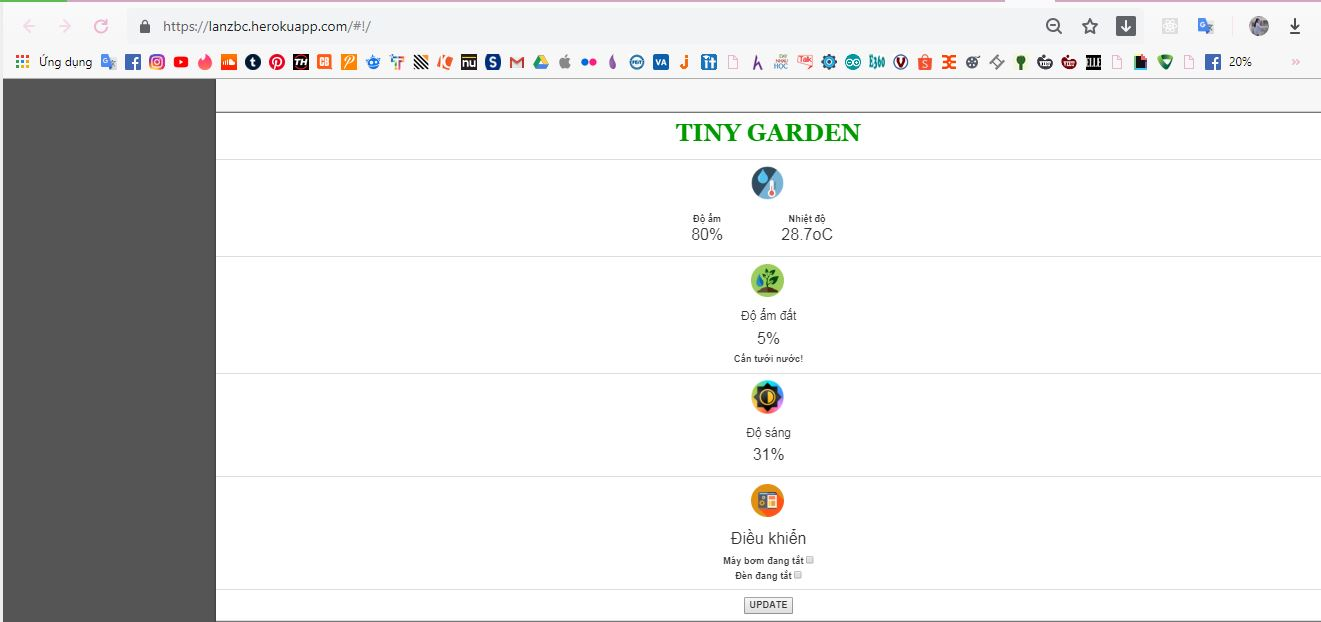 https://lanzbc.herokuapp.com/#!/
Ứng dụng
20%
TINY GARDEN
Độ ẩm Nhiệt độ
80% 28.7oC
Độ ẩm đất
5%
Cần tưới nước!
Độ sáng
31%
Điều khiển
Máy bơm đang tắt
Đèn đang tắt
UPDATE